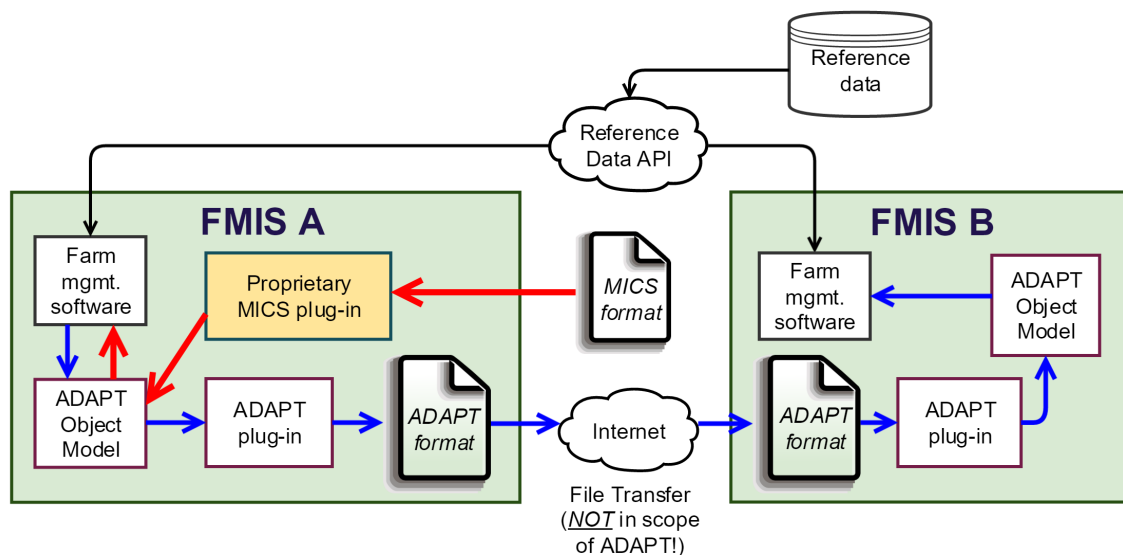 Reference
data
Reference
Data API
FMIS A
Farm
mgmt.
software
Proprietary
MICS plug-in
MICS
format
ADAPT
Object
Model
ADAPT
plug-in
ADAPT
format
Internet
File Transfer
(NOT in scope
of ADAPT!)
FMIS B
Farm
mgmt.
software
ADAPT
Object
Model
ADAPT
format
ADAPT
plug-in